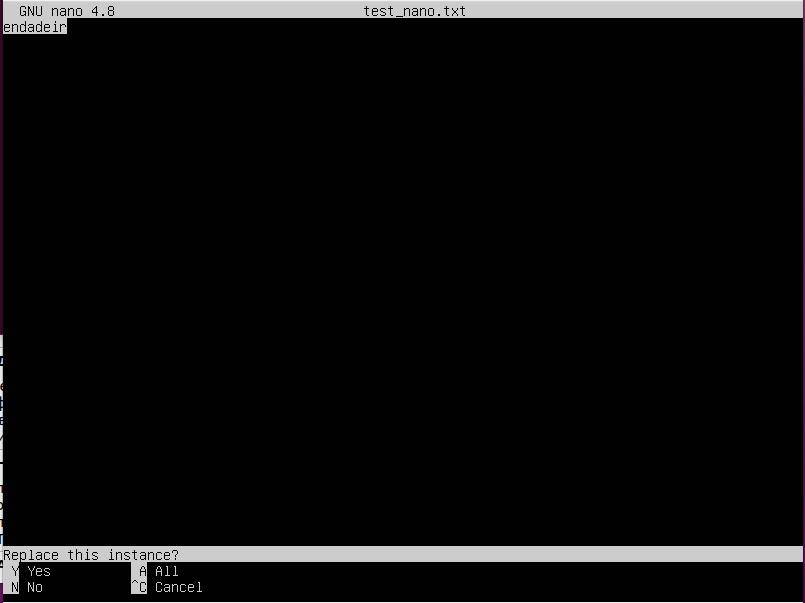 GNU nano 4.8 test_nano.txt
endadeir
Replace this instance?
Y Yes A All
N No ^C Cancel